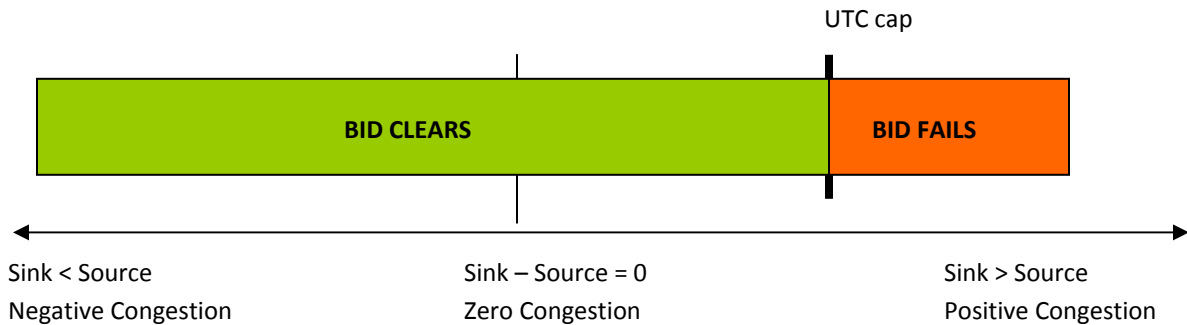 UTC cap
BID CLEARS
BID FAILS
Sink < Source
Negative Congestion
Sink – Source = 0
Zero Congestion
Sink > Source
Positive Congestion